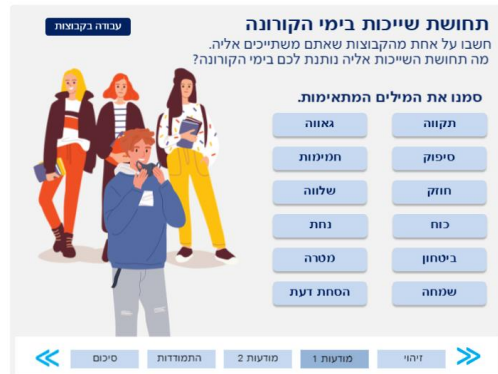 תחושת שייכות בימי הקורונה
עבודה בקבוצות
חשבו על אחת מהקבוצות שאתם משתייכים אליה.
מה תחושת השייכות אליה נותנת לכם בימי הקורונה?
סמנו את המילים המתאימות.
תקווה
גאווה
סיפוק
חמימות
חוזק
שלווה
כוח
נחת
ביטחון
מטרה
שמחה
הסחת דעת
זיהוי
מודעות 1
מודעות 2
התמודדות
סיכום